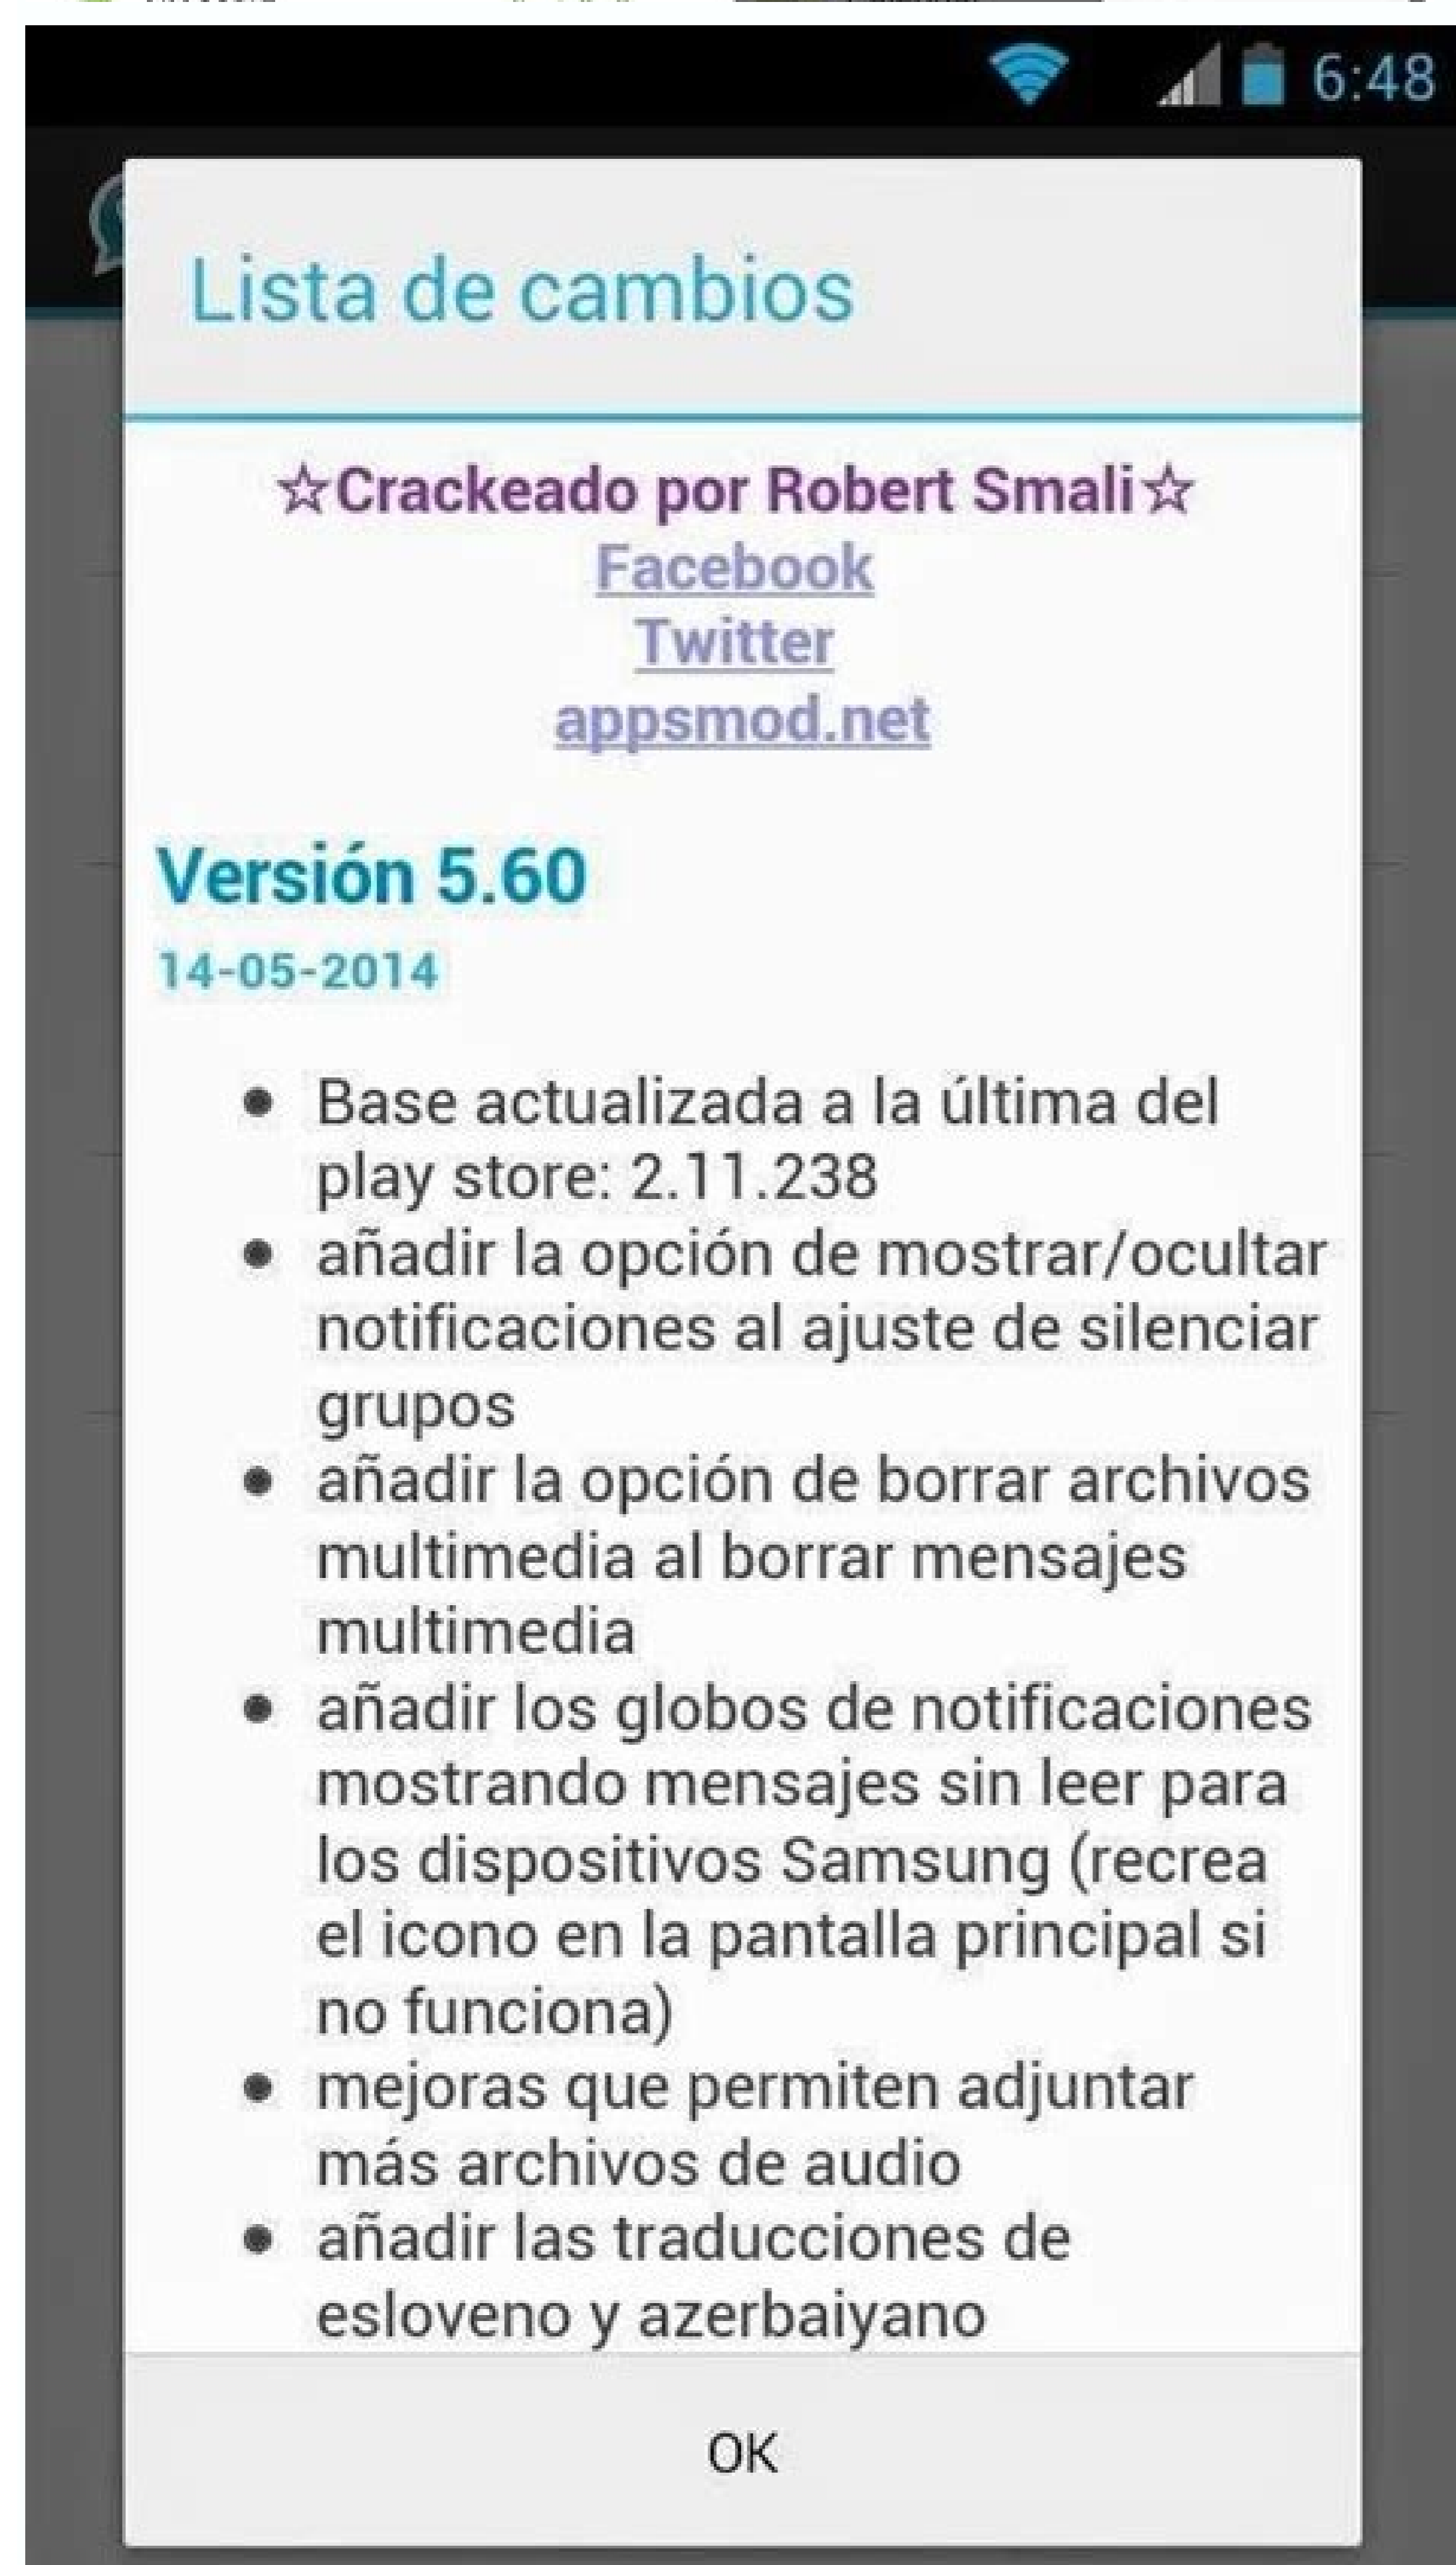 6:48
Lista de cambios
☆Crackeado por Robert Smali☆
Facebook
Twitter
appsmod.net
Versión 5.60
14-05-2014
● Base actualizada a la última del
play store: 2.11.238
● añadir la opción de mostrar/ocultar
notificaciones al ajuste de silenciar
grupos
● añadir la opción de borrar archivos
multimedia al borrar mensajes
multimedia
● añadir los globos de notificaciones
mostrando mensajes sin leer para
los dispositivos Samsung (recrea
el icono en la pantalla principal si
no funciona)
● mejoras que permiten adjuntar
más archivos de audio
● añadir las traducciones de
esloveno y azerbaiyano
OK